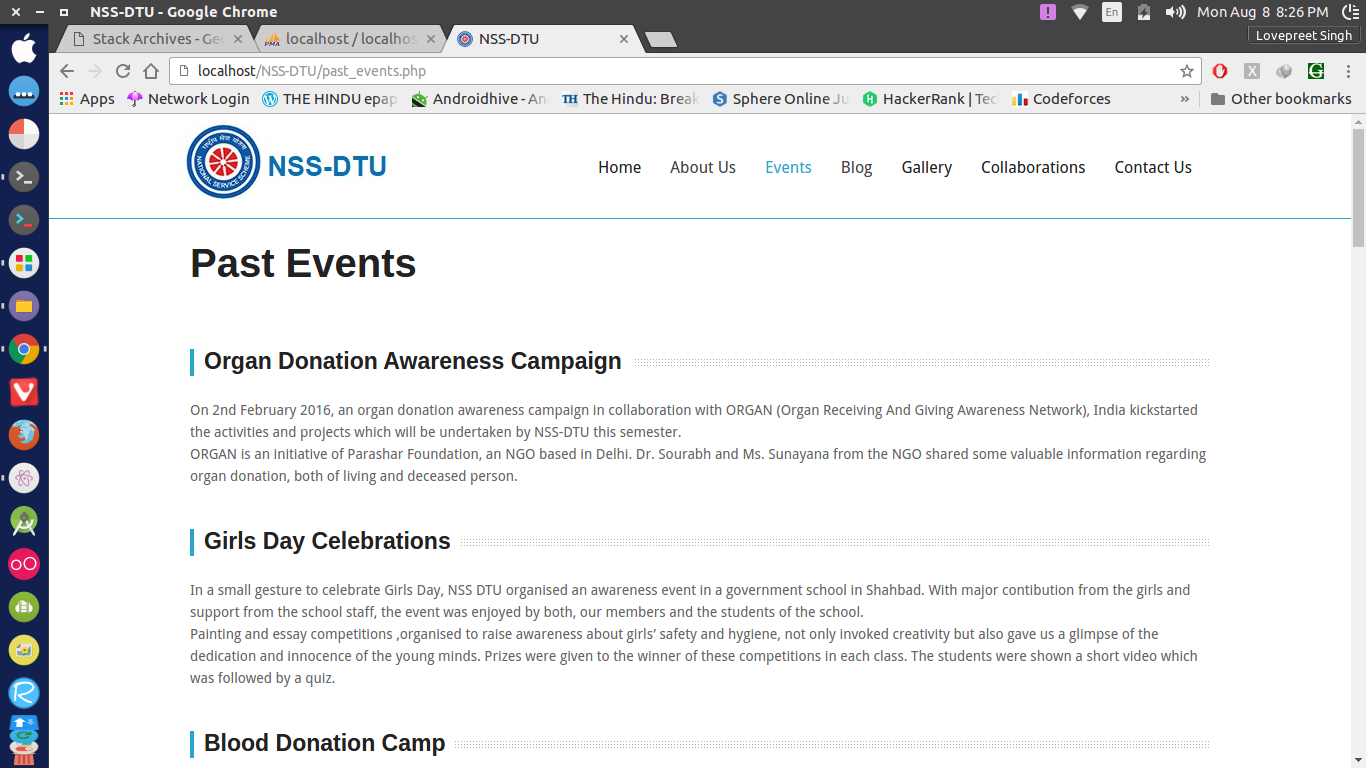 NSS-DTU - Google Chrome
En
Mon Aug 8 8:26 PM
Stack Archives - Gee
localhost / localhos
NSS-DTU
Lovepreet Singh
localhost/NSS-DTU/past_events.php
Apps
Network Login
THE HINDU epap
Androidhive - An
The Hindu: Break
Sphere Online Ju
HackerRank | Tec
Codeforces
»
Other bookmarks
NSS-DTU
Home
About Us
Events
Blog
Gallery
Collaborations
Contact Us
Past Events
Organ Donation Awareness Campaign
On 2nd February 2016, an organ donation awareness campaign in collaboration with ORGAN (Organ Receiving And Giving Awareness Network), India kickstarted
the activities and projects which will be undertaken by NSS-DTU this semester.
ORGAN is an initiative of Parashar Foundation, an NGO based in Delhi. Dr. Sourabh and Ms. Sunayana from the NGO shared some valuable information regarding
organ donation, both of living and deceased person.
Girls Day Celebrations
In a small gesture to celebrate Girls Day, NSS DTU organised an awareness event in a government school in Shahbad. With major contibution from the girls and
support from the school staff, the event was enjoyed by both, our members and the students of the school.
Painting and essay competitions ,organised to raise awareness about girls’ safety and hygiene, not only invoked creativity but also gave us a glimpse of the
dedication and innocence of the young minds. Prizes were given to the winner of these competitions in each class. The students were shown a short video which
was followed by a quiz.
Blood Donation Camp